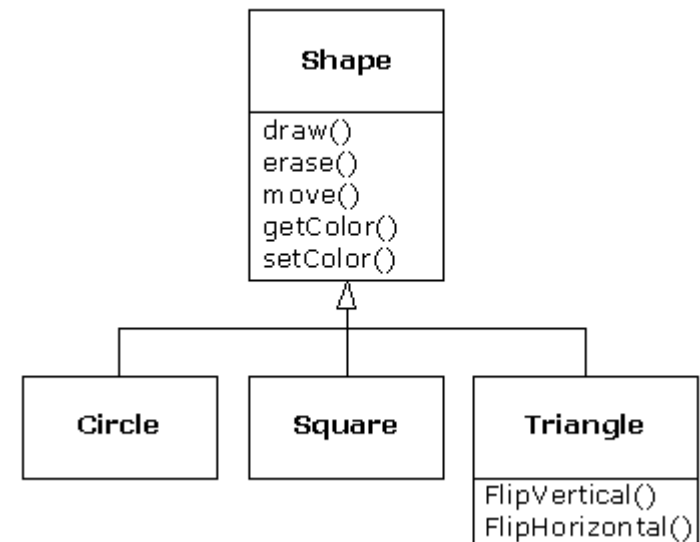 Shape
draw()
erase()
move()
getColor()
setColor()
Circle
Square
Triangle
FlipVertical()
FlipHorizontal()